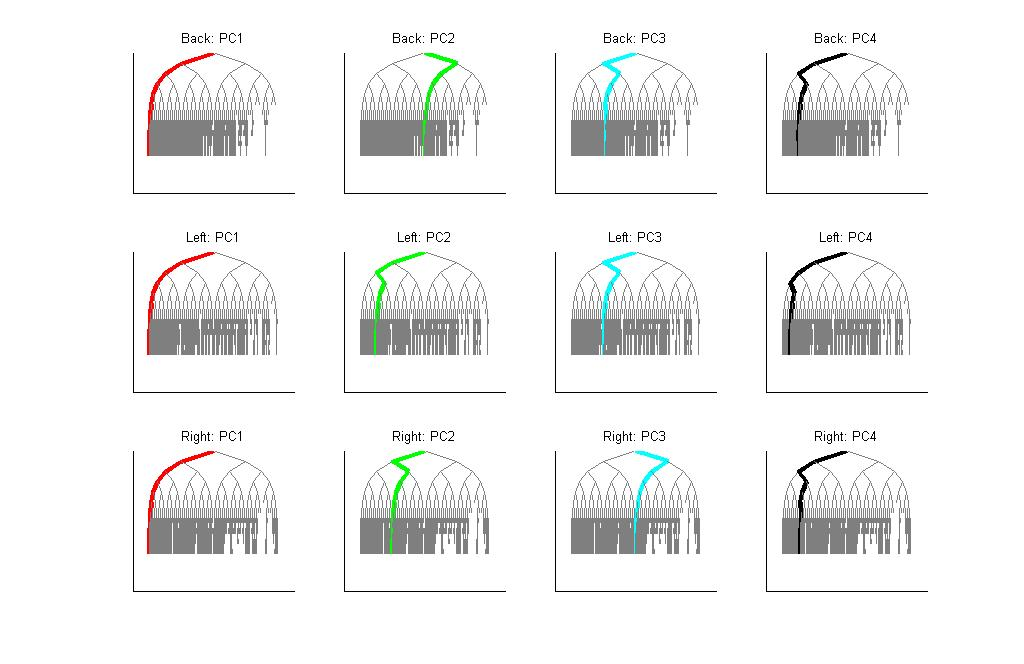 Back: PC1
Back: PC2
Back: PC3
Back: PC4
Left: PC1
Left: PC2
Left: PC3
Left: PC4
Right: PC1
Right: PC2
Right: PC3
Right: PC4